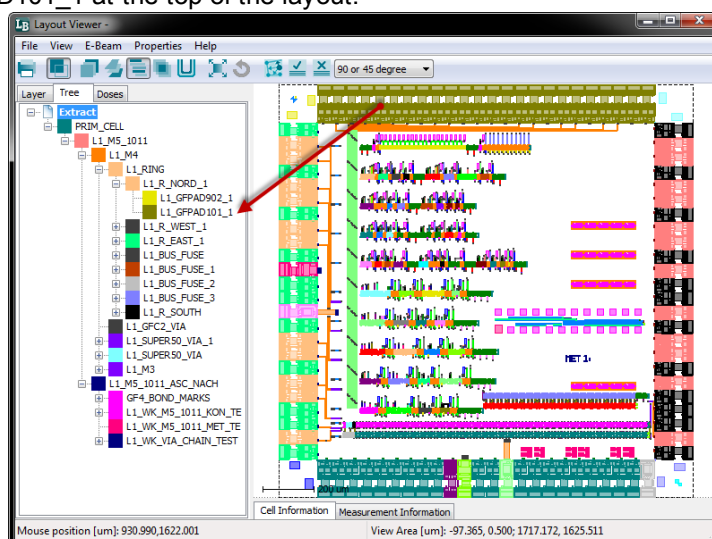 D101_1 at the top of the layout.
LB Layout Viewer -
File View E-Beam Properties Help
90 or 45 degree
Layer Tree Doses
Extract
PRIM_CELL
L1_M5_1011
L1_M4
L1_RING
L1_R_NORD_1
L1_GFPAD902_1
L1_GFPAD101_1
L1_R_WEST_1
L1_R_EAST_1
L1_BUS_FUSE
L1_BUS_FUSE_1
L1_BUS_FUSE_2
L1_BUS_FUSE_3
L1_R_SOUTH
L1_GFC2_VIA
L1_SUPER50_VIA_1
L1_SUPER50_VIA
L1_M3
L1_M5_1011_ASC_NACH
GF4_BOND_MARKS
L1_WK_M5_1011_KON_TE
L1_WK_M5_1011_MET_TE
L1_WK_VIA_CHAIN_TEST
MET 1
200 um
Cell Information Measurement Information
Mouse position [um]: 930.990,1622.001 View Area [um]: -97.365, 0.500; 1717.172, 1625.511